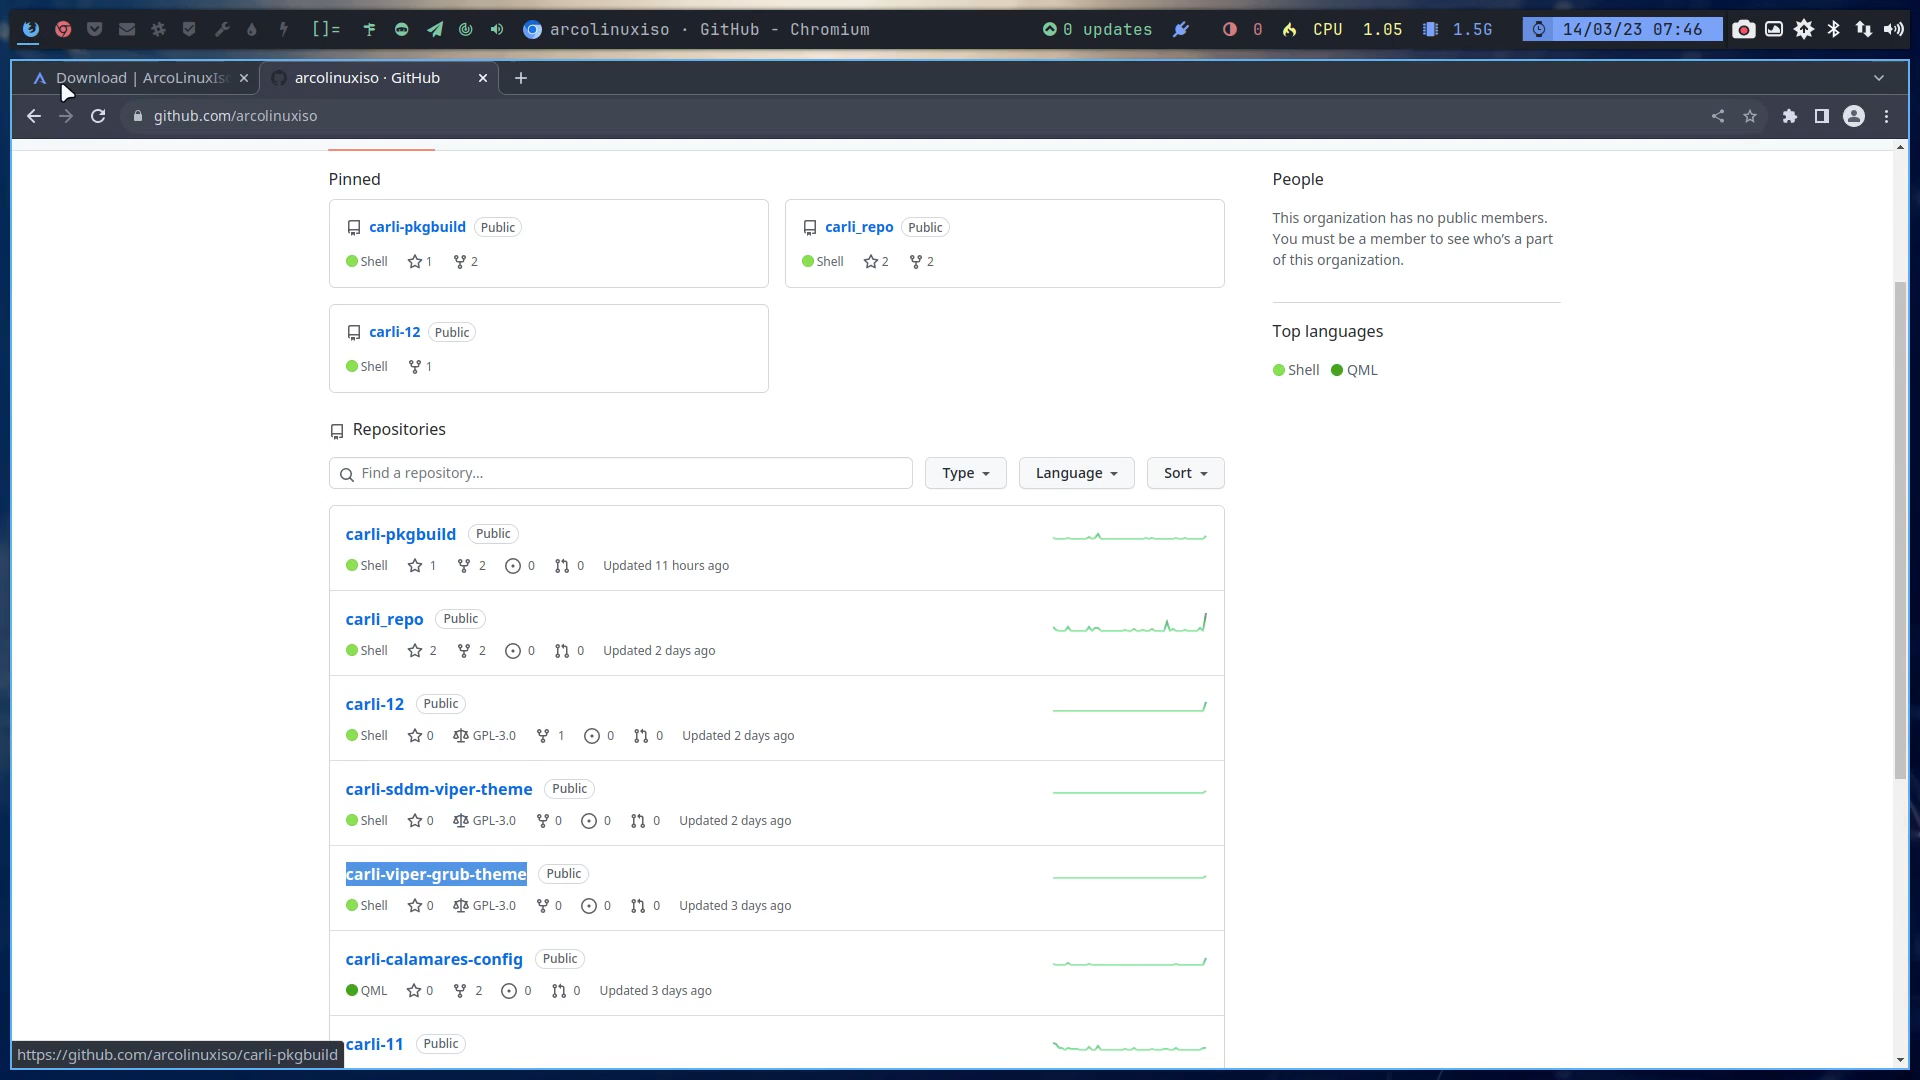 []= arcolinuxiso · GitHub - Chromium 0 updates 0 CPU 1.05 1.5G 14/03/23 07:46
Download | ArcoLinuxIso arcolinuxiso · GitHub
github.com/arcolinuxiso
Pinned
carli-pkgbuild Public
Shell 1 2
carli_repo Public
Shell 2 2
carli-12 Public
Shell 1
People
This organization has no public members.
You must be a member to see who's a part
of this organization.
Top languages
Shell QML
Repositories
Find a repository... Type Language Sort
carli-pkgbuild Public
Shell 1 2 0 0 Updated 11 hours ago
carli_repo Public
Shell 2 2 0 0 Updated 2 days ago
carli-12 Public
Shell 0 GPL-3.0 1 0 0 Updated 2 days ago
carli-sddm-viper-theme Public
Shell 0 GPL-3.0 0 0 0 Updated 2 days ago
carli-viper-grub-theme Public
Shell 0 GPL-3.0 0 0 0 Updated 3 days ago
carli-calamares-config Public
QML 0 2 0 0 Updated 3 days ago
carli-11 Public
https://github.com/arcolinuxiso/carli-pkgbuild